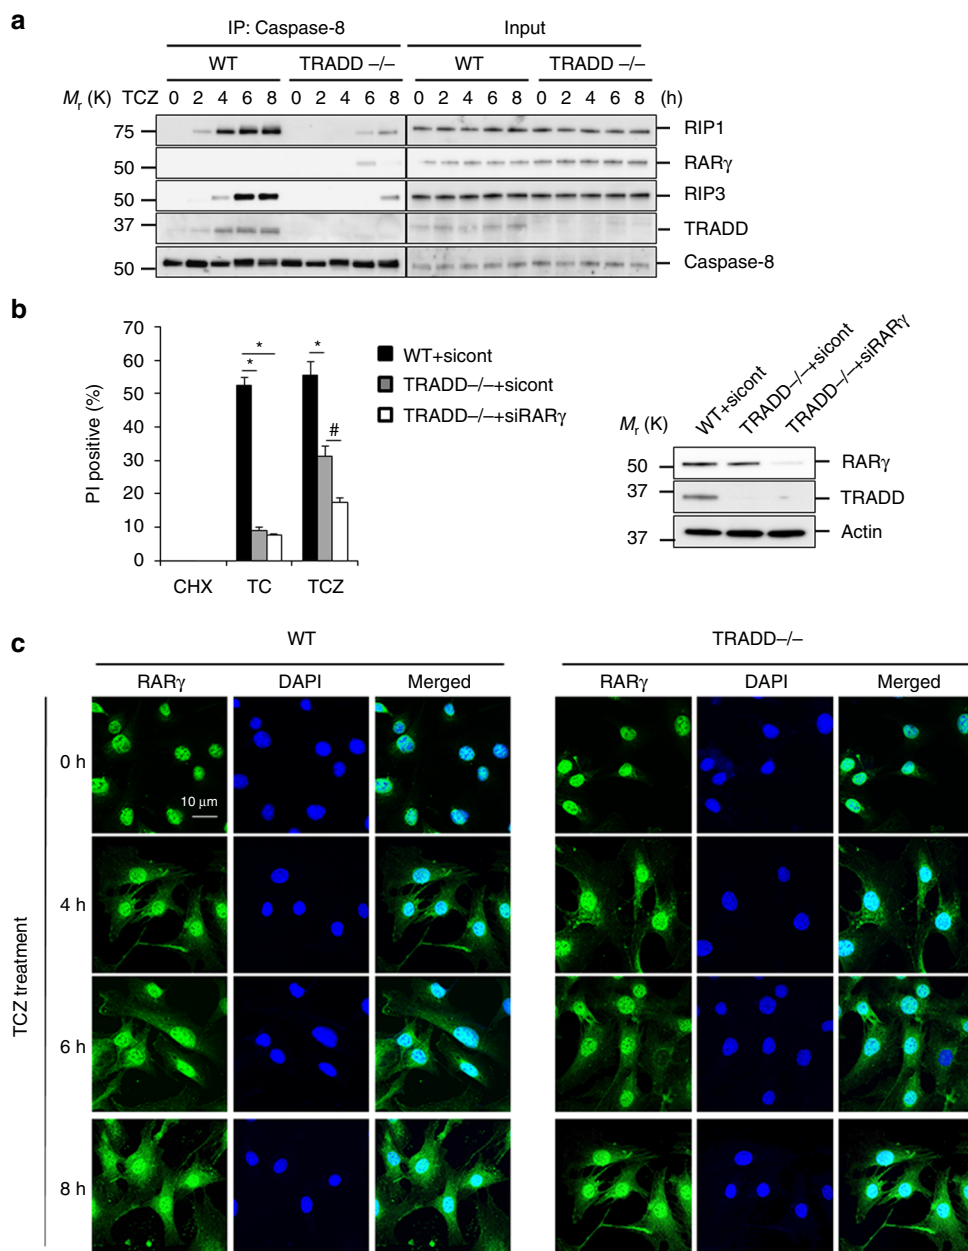 a
IP: Caspase-8 Input
WT TRADD –/– WT TRADD –/–
Mr (K) TCZ 0 2 4 6 8 0 2 4 6 8 0 2 4 6 8 0 2 4 6 8 (h)
75 RIP1
50 RARγ
50 RIP3
37 TRADD
50 Caspase-8
b
70
60
50
40
30
20
10
0
PI positive (%)
* * * #
CHX TC TCZ
WT+sicont
TRADD–/–+sicont
TRADD–/–+siRARγ
WT+sicont
TRADD–/–+sicont
TRADD–/–+siRARγ
Mr (K)
50 RARγ
37 TRADD
37 Actin
c
WT TRADD–/–
RARγ DAPI Merged RARγ DAPI Merged
0 h
10 μm
4 h
6 h
8 h
TCZ treatment